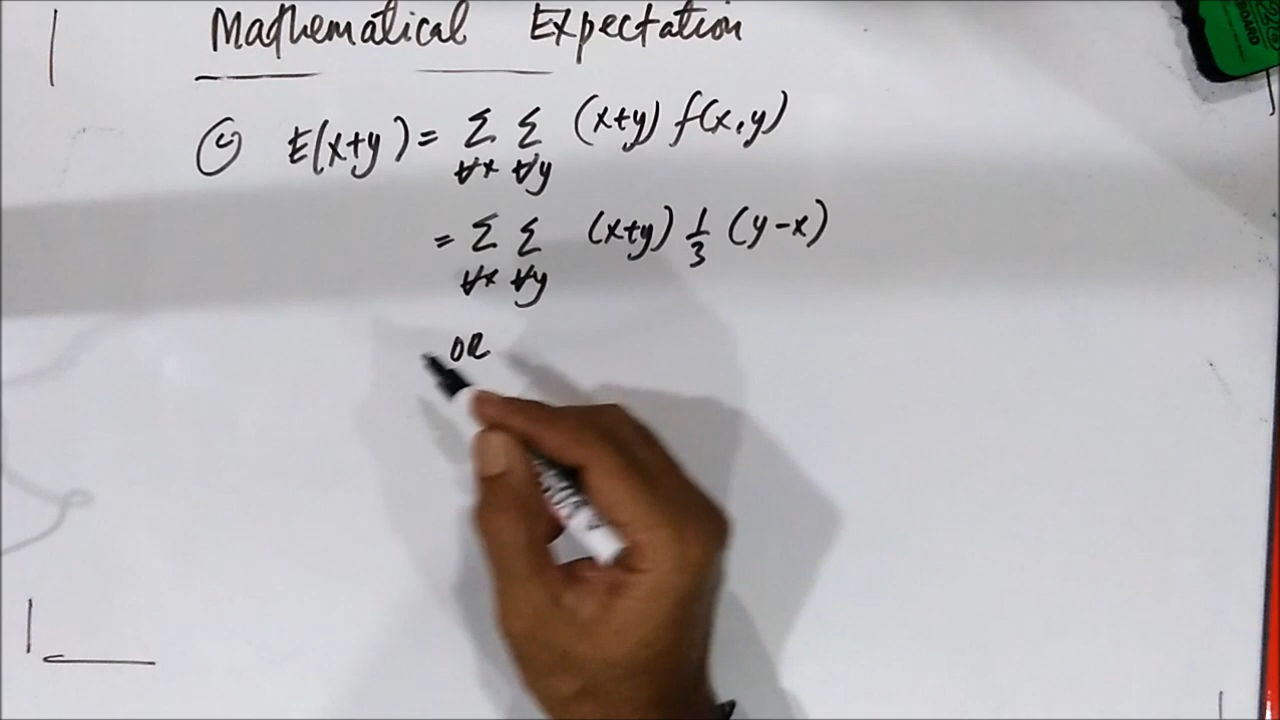 Mathematical Expectation
(c) E(x+y) = Σ Σ (x+y) f(x,y)
∀x ∀y
= Σ Σ (x+y) 1/3 (y-x)
∀x ∀y
OR